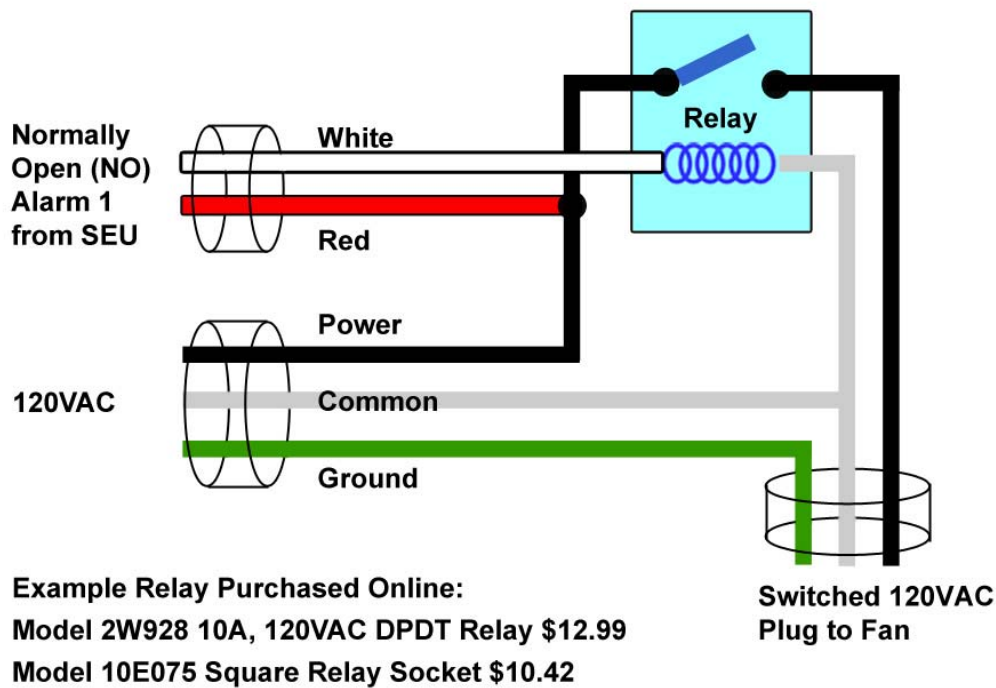 Normally
Open (NO)
Alarm 1
from SEU
White
Red
Relay
120VAC
Power
Common
Ground
Switched 120VAC
Plug to Fan
Example Relay Purchased Online:
Model 2W928 10A, 120VAC DPDT Relay $12.99
Model 10E075 Square Relay Socket $10.42